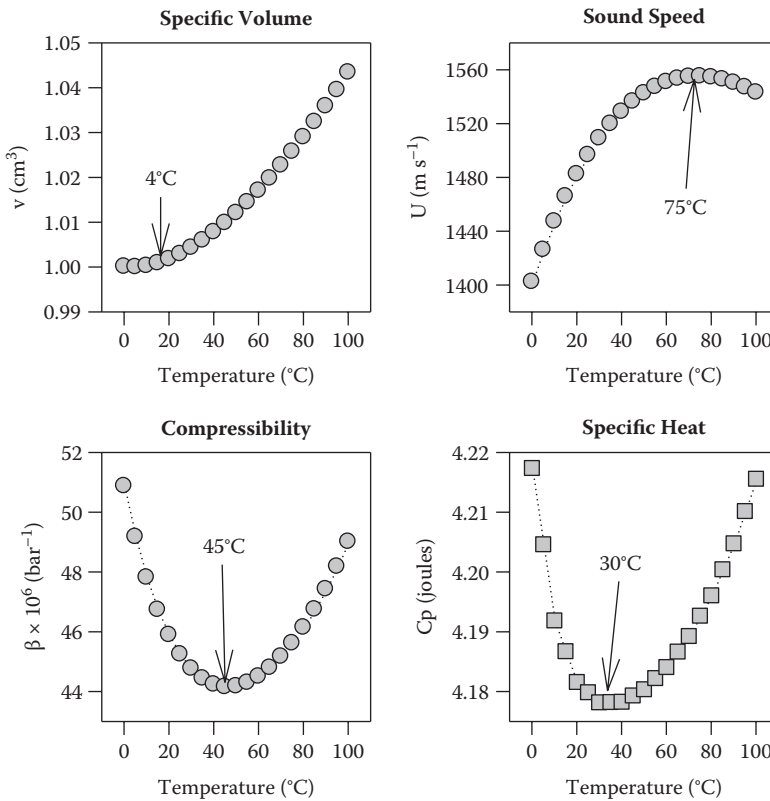 Specific Volume
1.05
1.04
1.03
1.02
1.01
1.00
0.99
v (cm³)
4°C
0 20 40 60 80 100
Temperature (°C)
Sound Speed
1560
1520
1480
1440
1400
U (m s⁻¹)
75°C
0 20 40 60 80 100
Temperature (°C)
Compressibility
52
50
48
46
44
β × 10⁶ (bar⁻¹)
45°C
0 20 40 60 80 100
Temperature (°C)
Specific Heat
4.22
4.21
4.20
4.19
4.18
Cp (joules)
30°C
0 20 40 60 80 100
Temperature (°C)